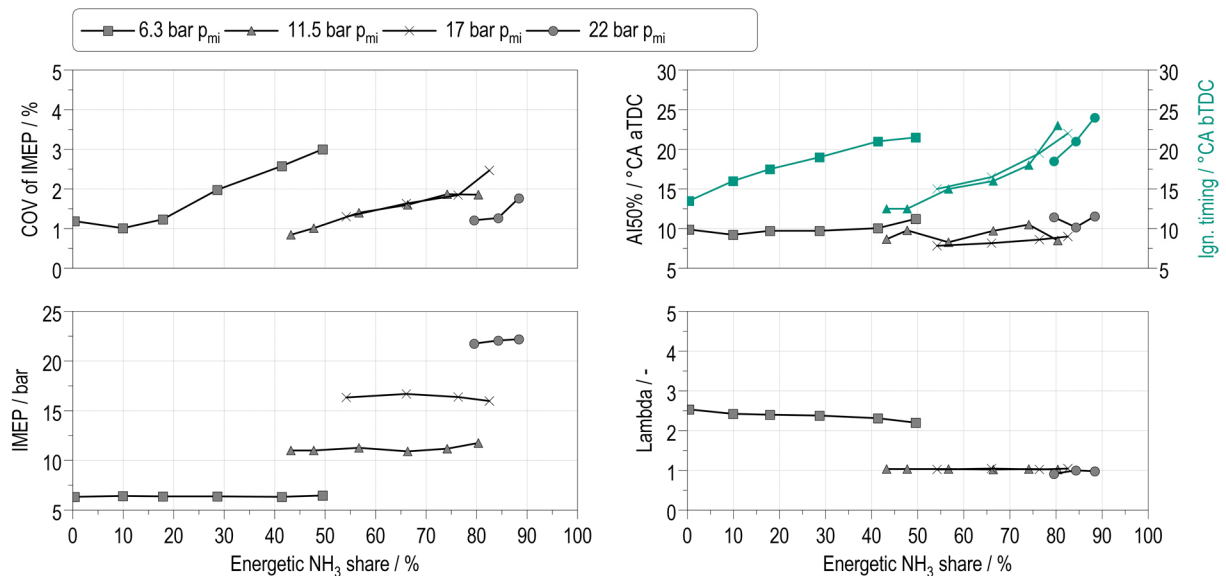 6.3 bar pmi 11.5 bar pmi 17 bar pmi 22 bar pmi
5
4
3
2
1
0
COV of IMEP / %
30
25
20
15
10
5
AI50% / °CA aTDC
30
25
20
15
10
5
Ign. timing / °CA bTDC
25
20
15
10
5
IMEP / bar
0 10 20 30 40 50 60 70 80 90 100
Energetic NH3 share / %
5
4
3
2
1
0
Lambda / -
0 10 20 30 40 50 60 70 80 90 100
Energetic NH3 share / %